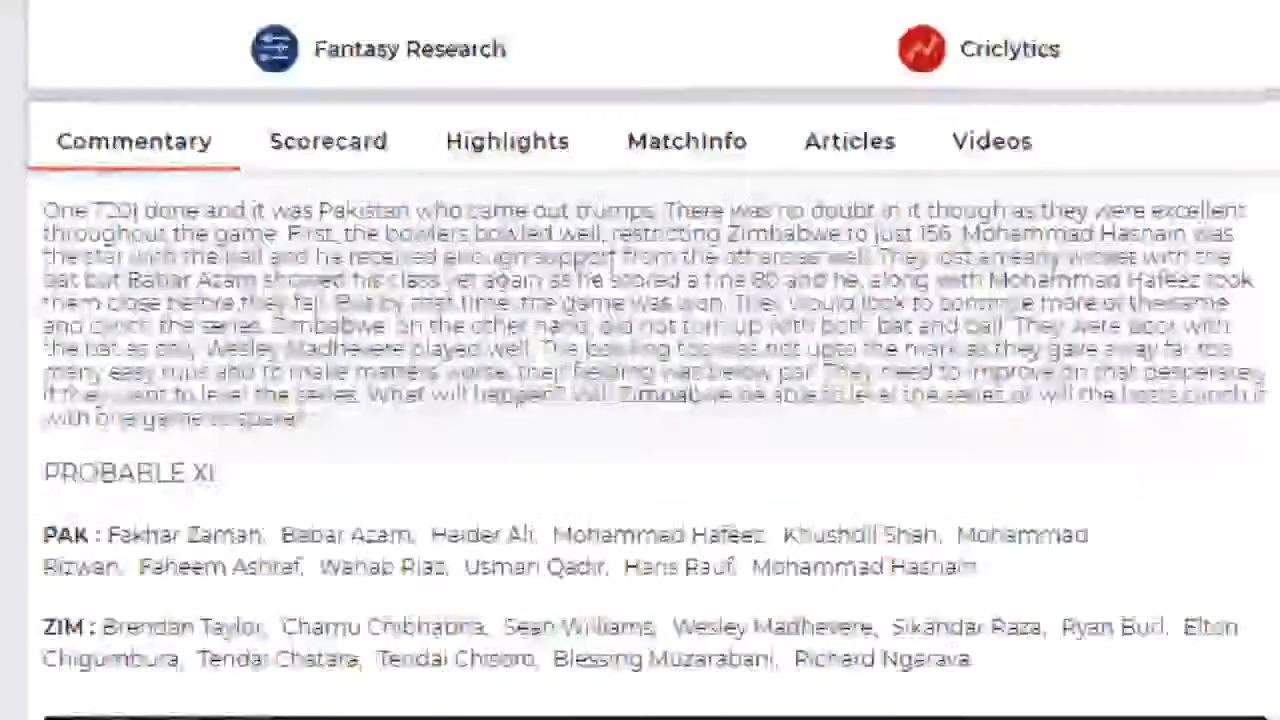 Fantasy Research
Criclytics
Commentary Scorecard Highlights MatchInfo Articles Videos
One T20I done and it was Pakistan who came out trumps. There was no doubt in it though as they were excellent
throughout the game. First, the bowlers bowled well, restricting Zimbabwe to just 156. Mohammad Hasnain was
the star with the ball and he received enough support from the others as well. They lost a few early wickets with the
bat but Babar Azam showed his class yet again as he scored a fine 80 and he, along with Mohammad Hafeez took
them close before they fell. But by that time, the game was won. They would look to continue more of the same
and clinch the series. Zimbabwe, on the other hand, did not turn up with both bat and ball. They were poor with
the bat as only Wesley Madhevere played well. The bowling too was not upto the mark as they gave away far too
many easy runs and to make matters worse, their fielding was below par. They need to improve on that desperately
if they want to level the series. What will happen? Will Zimbabwe be able to level the series or will the hosts clinch it
with one game to spare?
PROBABLE XI
PAK : Fakhar Zaman, Babar Azam, Haider Ali, Mohammad Hafeez, Khushdil Shah, Mohammad
Rizwan, Faheem Ashraf, Wahab Riaz, Usman Qadir, Haris Rauf, Mohammad Hasnain
ZIM : Brendan Taylor, Chamu Chibhabha, Sean Williams, Wesley Madhevere, Sikandar Raza, Ryan Burl, Elton
Chigumbura, Tendai Chatara, Tendai Chisoro, Blessing Muzarabani, Richard Ngarava